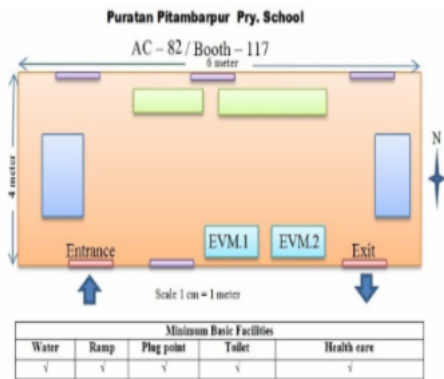 Puratan Pitambarpur Pry. School
AC – 82 / Booth – 117
6 meter
4 meter
N
EVM.1 EVM.2
Entrance Exit
Scale 1 cm = 1 meter
Minimum Basic Facilities
Water Ramp Plug point Toilet Health care
√ √ √ √ √